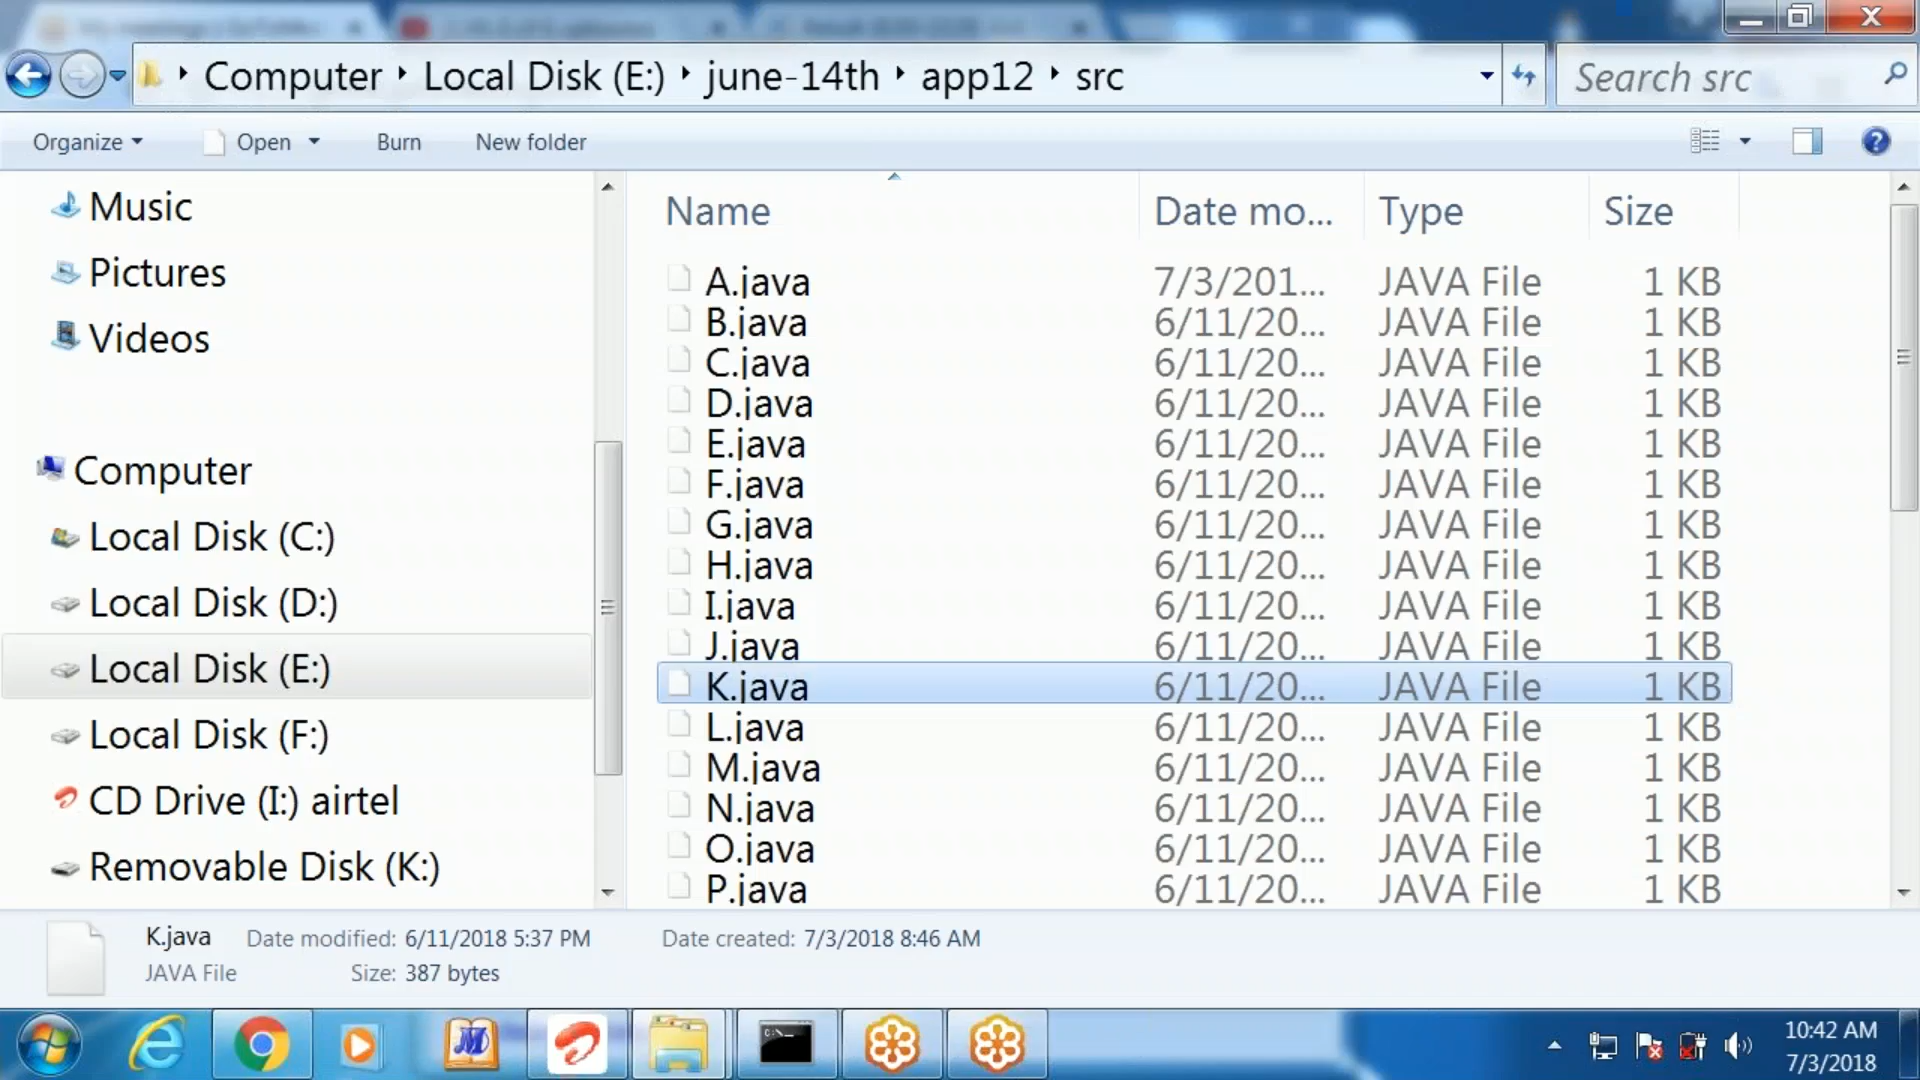 Computer Local Disk (E:) june-14th app12 src Search src
Organize Open Burn New folder
Music
Pictures
Videos
Computer
Local Disk (C:)
Local Disk (D:)
Local Disk (E:)
Local Disk (F:)
CD Drive (I:) airtel
Removable Disk (K:)
Name Date mo... Type Size
A.java 7/3/201... JAVA File 1 KB
B.java 6/11/20... JAVA File 1 KB
C.java 6/11/20... JAVA File 1 KB
D.java 6/11/20... JAVA File 1 KB
E.java 6/11/20... JAVA File 1 KB
F.java 6/11/20... JAVA File 1 KB
G.java 6/11/20... JAVA File 1 KB
H.java 6/11/20... JAVA File 1 KB
I.java 6/11/20... JAVA File 1 KB
J.java 6/11/20... JAVA File 1 KB
K.java 6/11/20... JAVA File 1 KB
L.java 6/11/20... JAVA File 1 KB
M.java 6/11/20... JAVA File 1 KB
N.java 6/11/20... JAVA File 1 KB
O.java 6/11/20... JAVA File 1 KB
P.java 6/11/20... JAVA File 1 KB
K.java Date modified: 6/11/2018 5:37 PM Date created: 7/3/2018 8:46 AM
JAVA File Size: 387 bytes
10:42 AM
7/3/2018